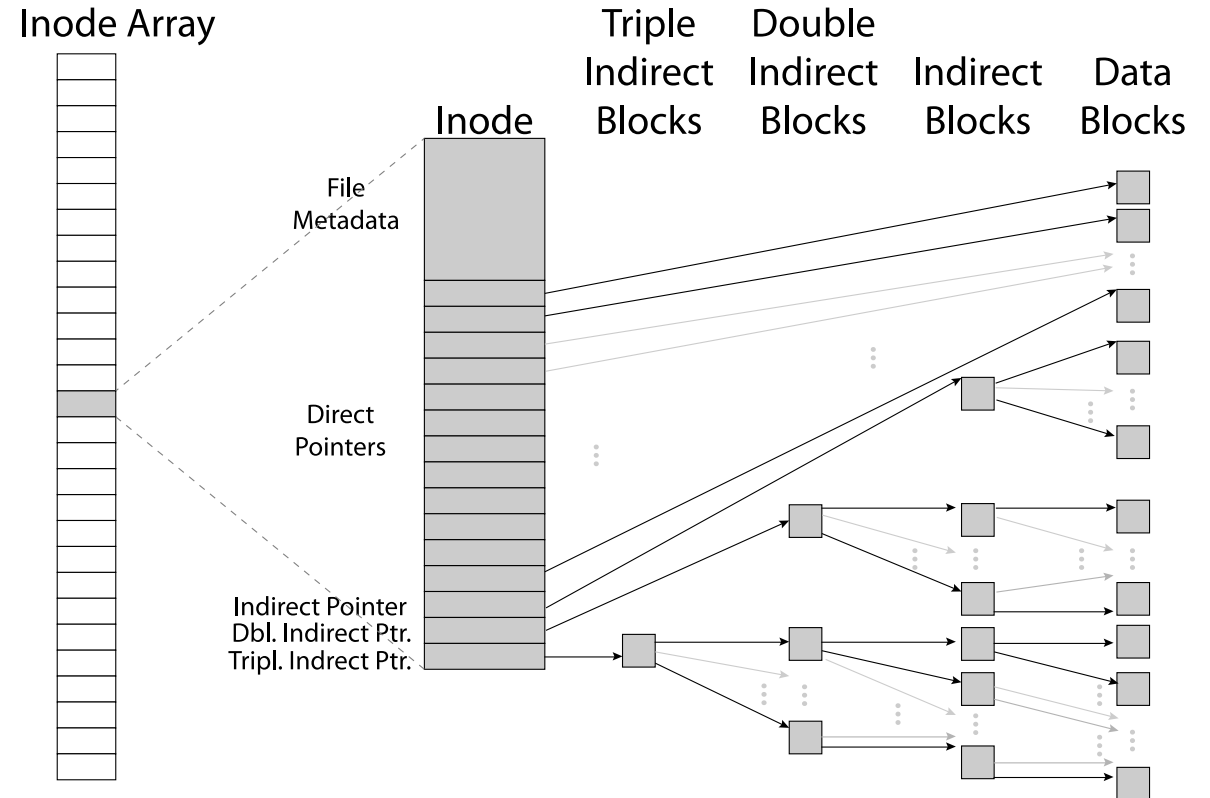 Inode Array
Triple
Indirect
Blocks
Double
Indirect
Blocks
Indirect
Blocks
Data
Blocks
Inode
File
Metadata
Direct
Pointers
Indirect Pointer
Dbl. Indirect Ptr.
Tripl. Indrect Ptr.